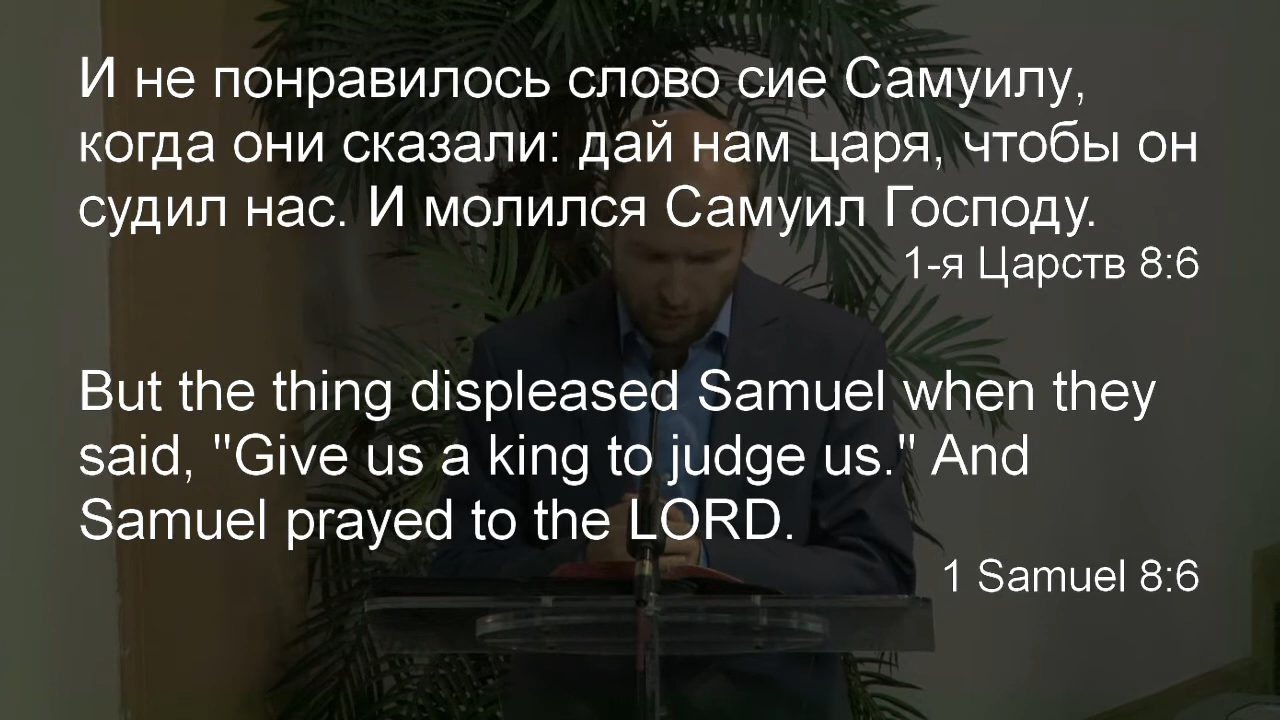 И не понравилось слово сие Самуилу,
когда они сказали: дай нам царя, чтобы он
судил нас. И молился Самуил Господу.
1-я Царств 8:6
But the thing displeased Samuel when they
said, "Give us a king to judge us." And
Samuel prayed to the LORD.
1 Samuel 8:6